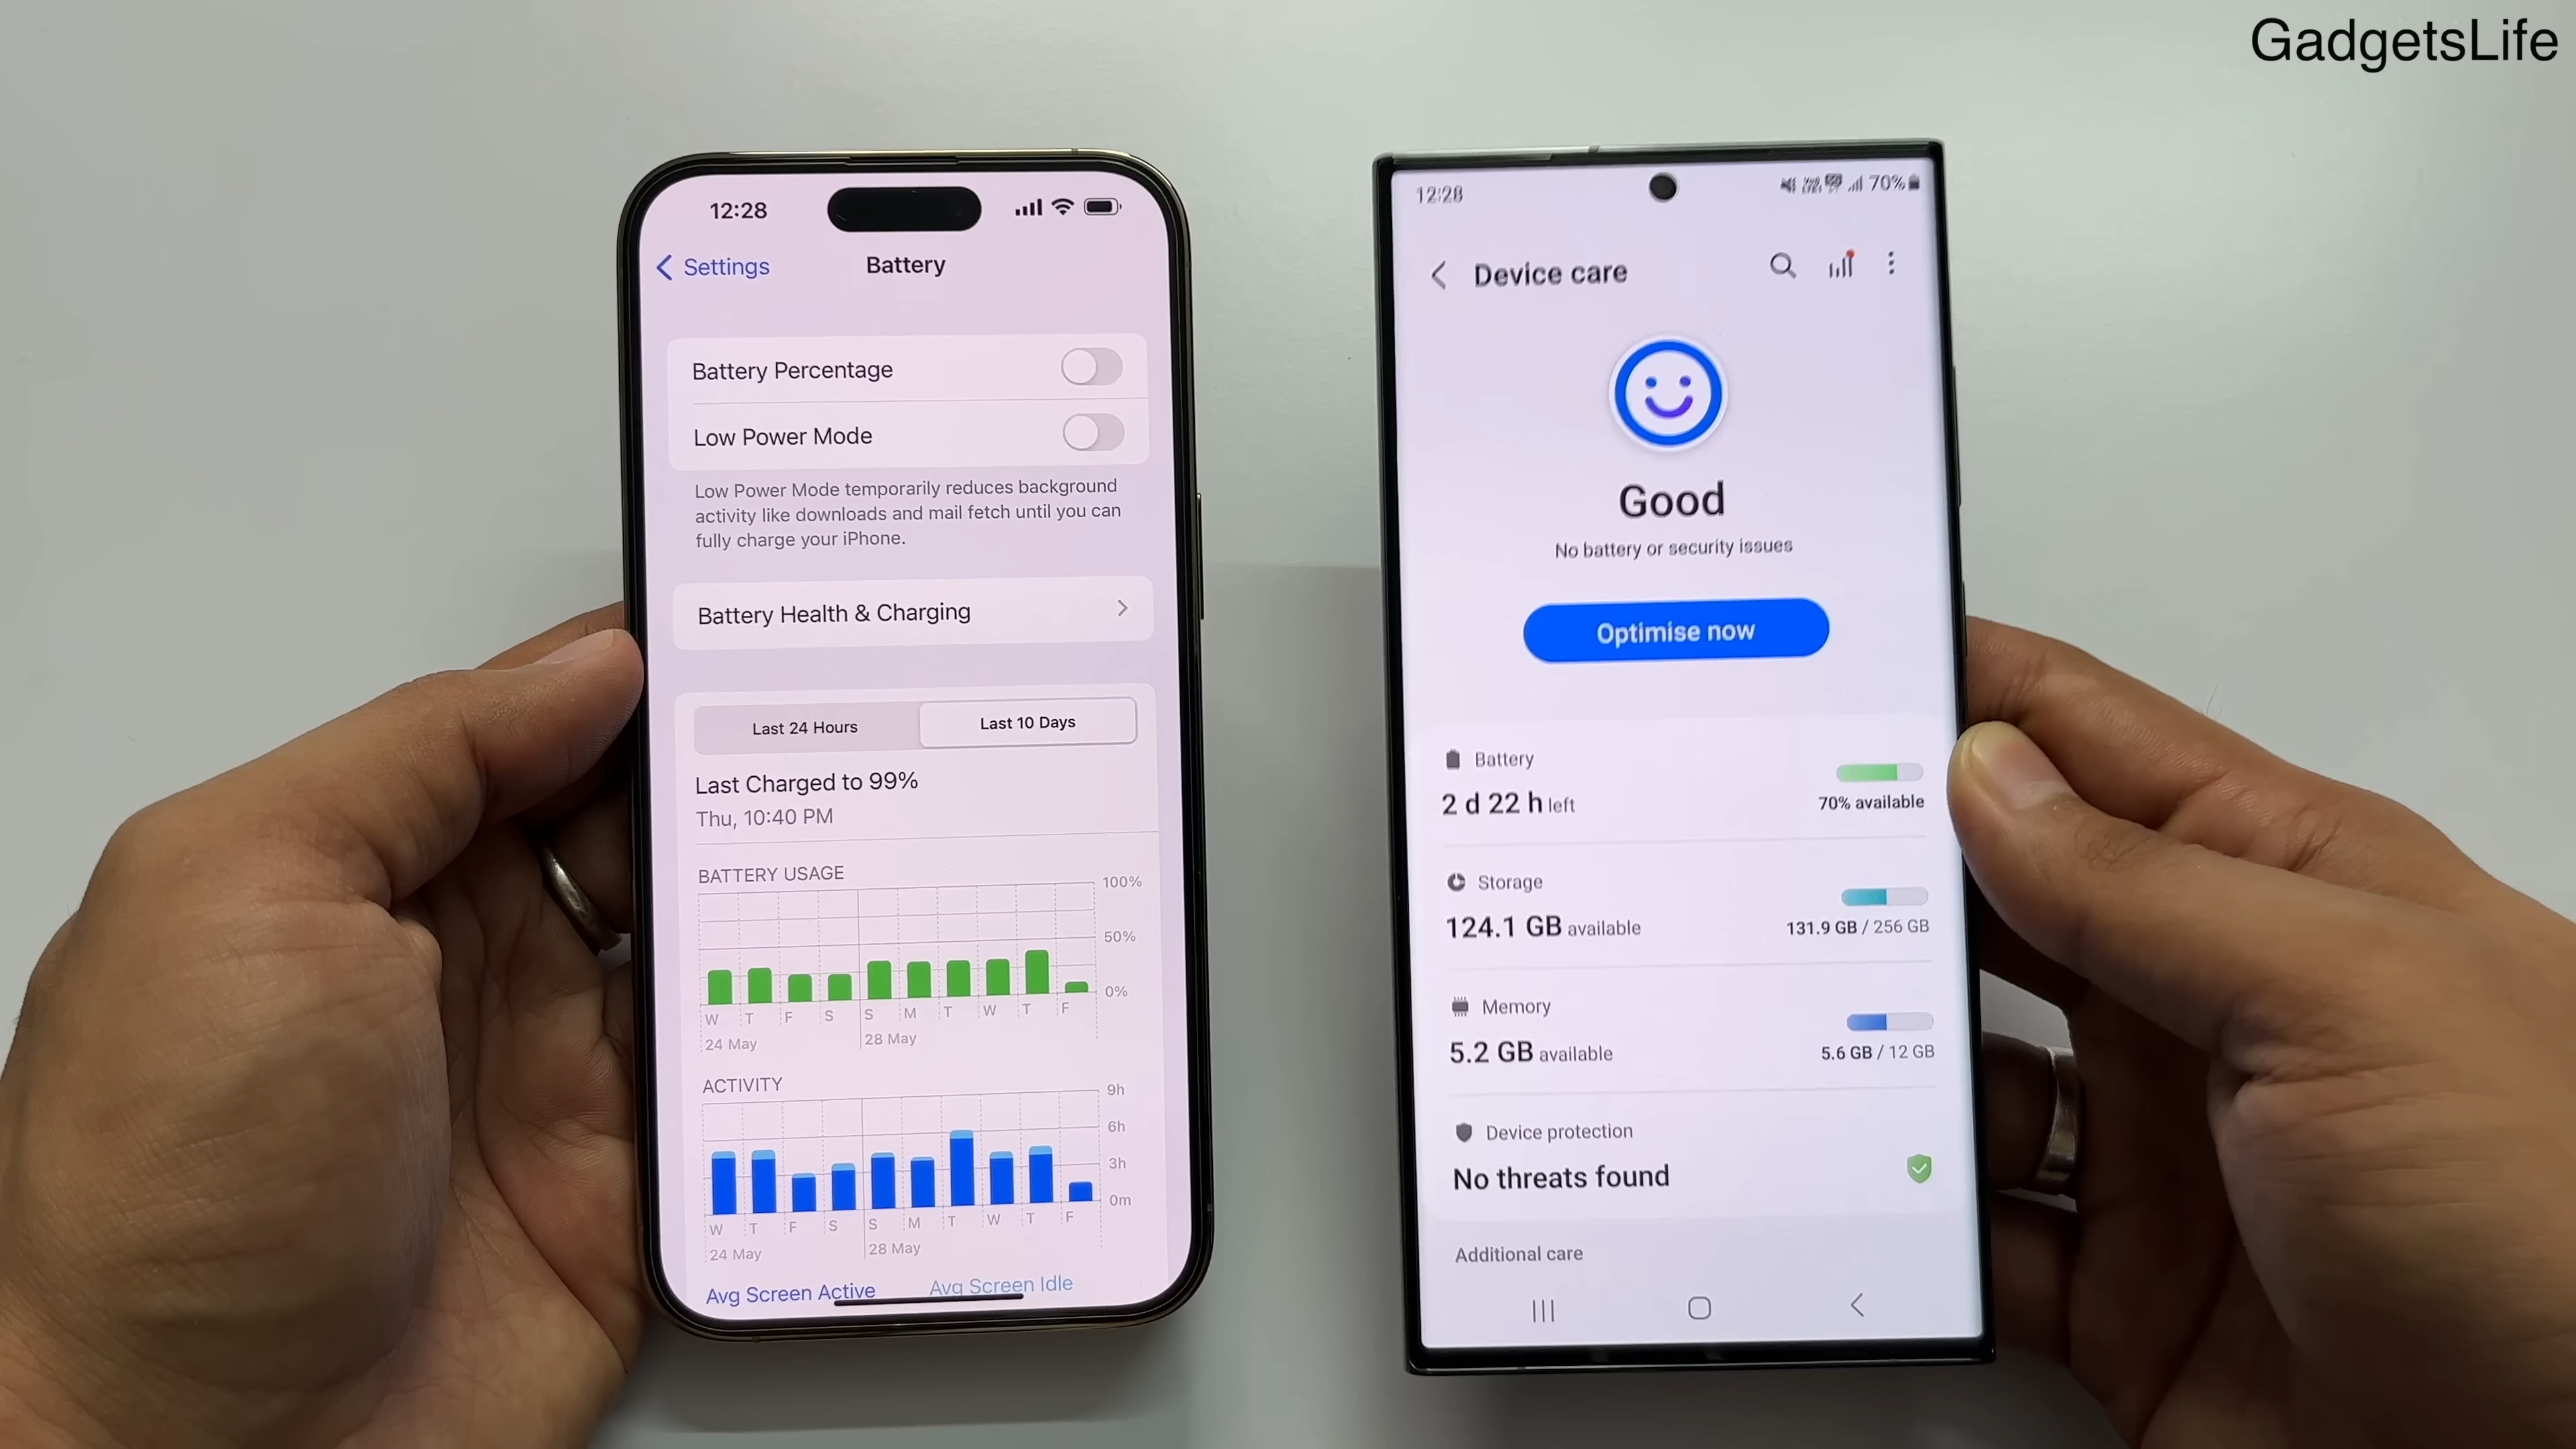 GadgetsLife
12:28
Settings
Battery
Battery Percentage
Low Power Mode
Low Power Mode temporarily reduces background
activity like downloads and mail fetch until you can
fully charge your iPhone.
Battery Health & Charging
Last 24 Hours
Last 10 Days
Last Charged to 99%
Thu, 10:40 PM
BATTERY USAGE
100%
50%
0%
W T F S S M T W T F
24 May
28 May
ACTIVITY
9h
6h
3h
0m
W T F S S M T W T F
24 May
28 May
Avg Screen Active
Avg Screen Idle
12:28
70%
Device care
Good
No battery or security issues
Optimise now
Battery
2 d 22 h left
70% available
Storage
124.1 GB available
131.9 GB / 256 GB
Memory
5.2 GB available
5.6 GB / 12 GB
Device protection
No threats found
Additional care